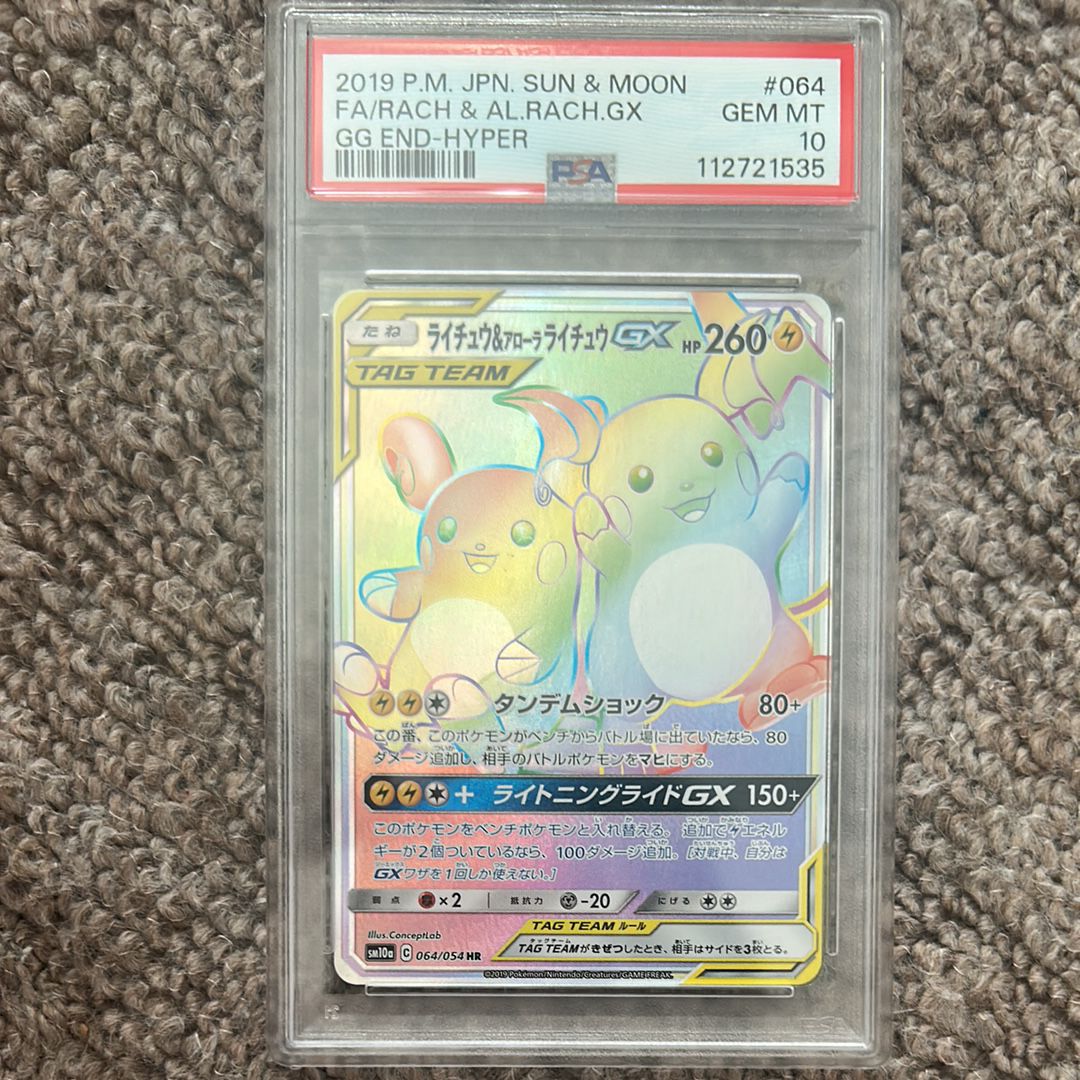 2019 P.M. JPN. SUN & MOON #064
FA/RACH & AL.RACH.GX GEM MT
GG END-HYPER 10
PSA 112721535
たね ライチュウ&アローラライチュウGX HP260
TAG TEAM
タンデムショック 80+
この番、このポケモンがベンチからバトル場に出ていたなら、80
ダメージ追加し、相手のバトルポケモンをマヒにする。
+ ライトニングライドGX 150+
このポケモンをベンチポケモンと入れ替える。追加でエネル
ギーが2個ついているなら、100ダメージ追加。[対戦中、自分は
GXワザを1回しか使えない。]
弱点 ×2 抵抗力 -20 にげる
Illus.ConceptLab TAG TEAM ルール
SM10a C 064/054 HR TAG TEAMがきぜつしたとき、相手はサイドを3枚とる。
©2019 Pokémon/Nintendo/Creatures/GAME FREAK.